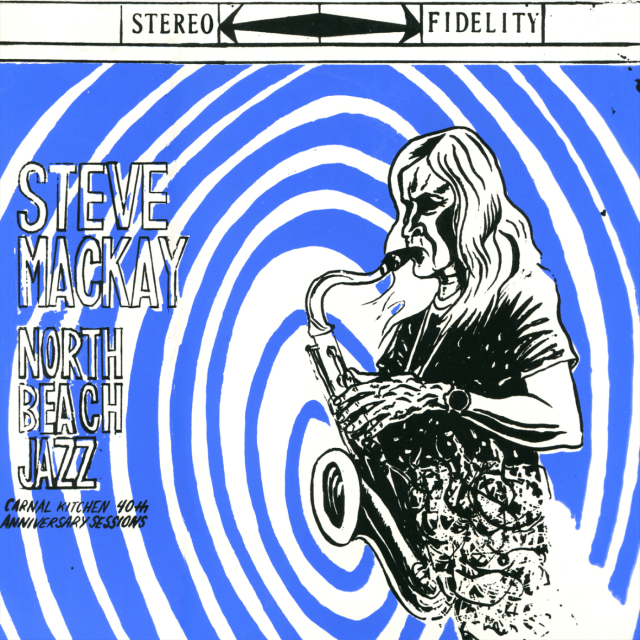 STEREO FIDELITY
STEVE
MACKAY
NORTH
BEACH
JAZZ
CARNAL KITCHEN 40th
ANNIVERSARY SESSIONS